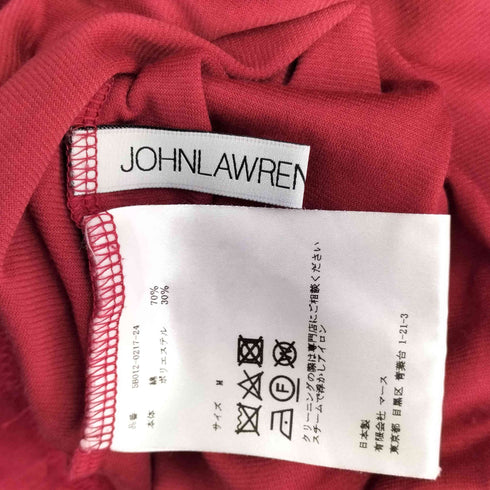 JOHNLAWREN
品番 SB012-0217-24
本体 綿 70%
ポリエステル 30%
サイズ M
クリーニングの際は専門店にご相談ください
スチームで浮かしアイロン
日本製
有限会社 マース
東京都 目黒区 青葉台 1-21-3